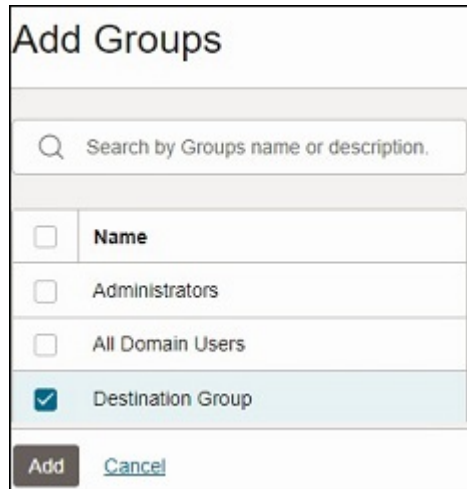 Add Groups
Search by Groups name or description.
Name
Administrators
All Domain Users
Destination Group
Add Cancel